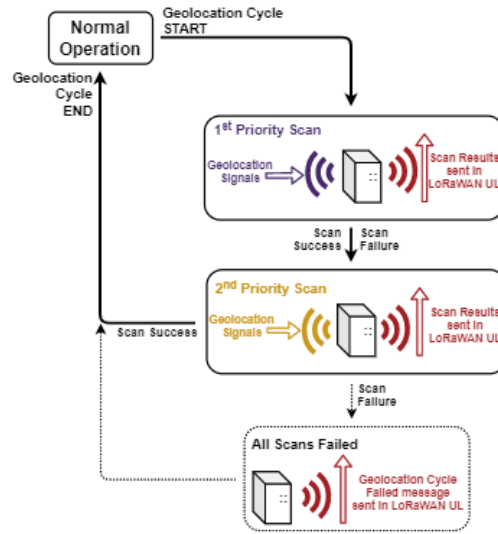 Normal
Operation
Geolocation Cycle
START
Geolocation
Cycle
END
1st Priority Scan
Geolocation
Signals
Scan Results
sent in
LoRaWAN UL
Scan
Success
Scan
Failure
2nd Priority Scan
Geolocation
Signals
Scan Results
sent in
LoRaWAN UL
Scan Success
Scan
Failure
All Scans Failed
Geolocation Cycle
Failed message
sent in LoRaWAN UL